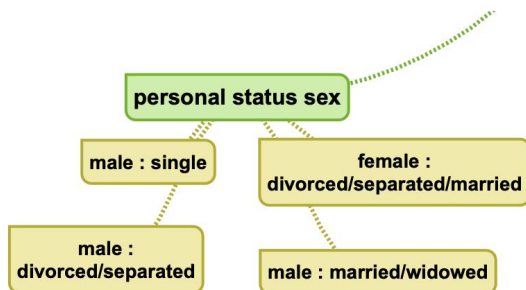 personal status sex
male : single
female :
divorced/separated/married
male :
divorced/separated
male : married/widowed